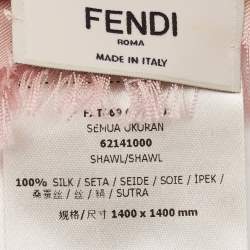 FENDI
ROMA
MADE IN ITALY
SEMUA UKURAN
62141000
SHAWL/SHAWL
100% SILK / SETA / SEIDE / SOIE / İPEK /
桑蚕丝 / 丝 / 絹 / SUTRA
规格/尺寸 1400 x 1400 mm